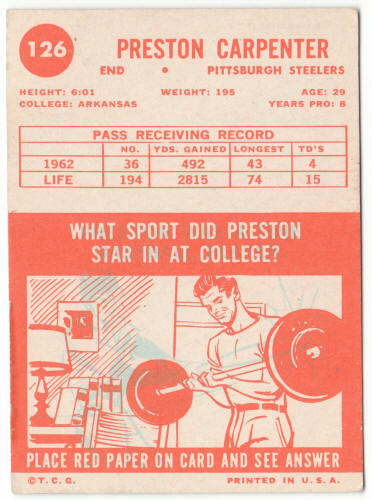 126
PRESTON CARPENTER
END • PITTSBURGH STEELERS
HEIGHT: 6:01 WEIGHT: 195 AGE: 29
COLLEGE: ARKANSAS YEARS PRO: 8
PASS RECEIVING RECORD
NO. YDS. GAINED LONGEST TD'S
1962 36 492 43 4
LIFE 194 2815 74 15
WHAT SPORT DID PRESTON
STAR IN AT COLLEGE?
PLACE RED PAPER ON CARD AND SEE ANSWER
©T.C.G. PRINTED IN U.S.A.